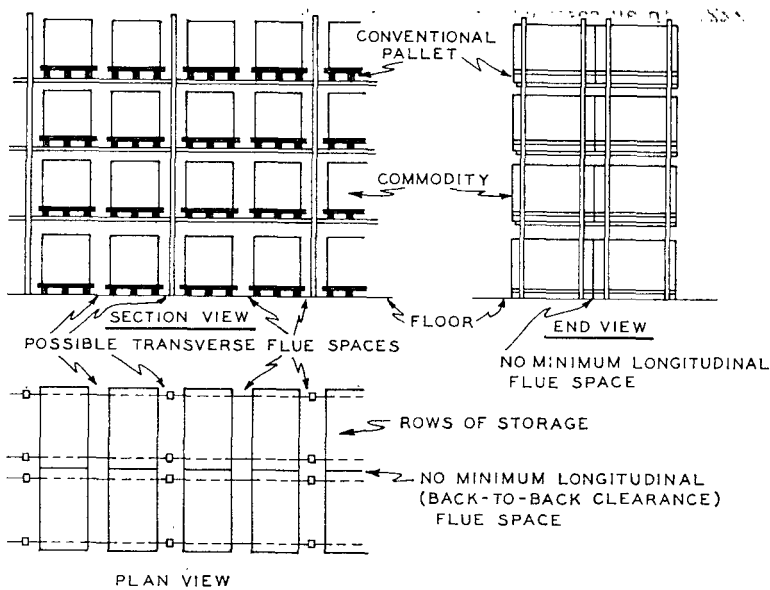 CONVENTIONAL
PALLET
COMMODITY
SECTION VIEW
FLOOR
END VIEW
POSSIBLE TRANSVERSE FLUE SPACES
NO MINIMUM LONGITUDINAL
FLUE SPACE
ROWS OF STORAGE
NO MINIMUM LONGITUDINAL
(BACK-TO-BACK CLEARANCE)
FLUE SPACE
PLAN VIEW